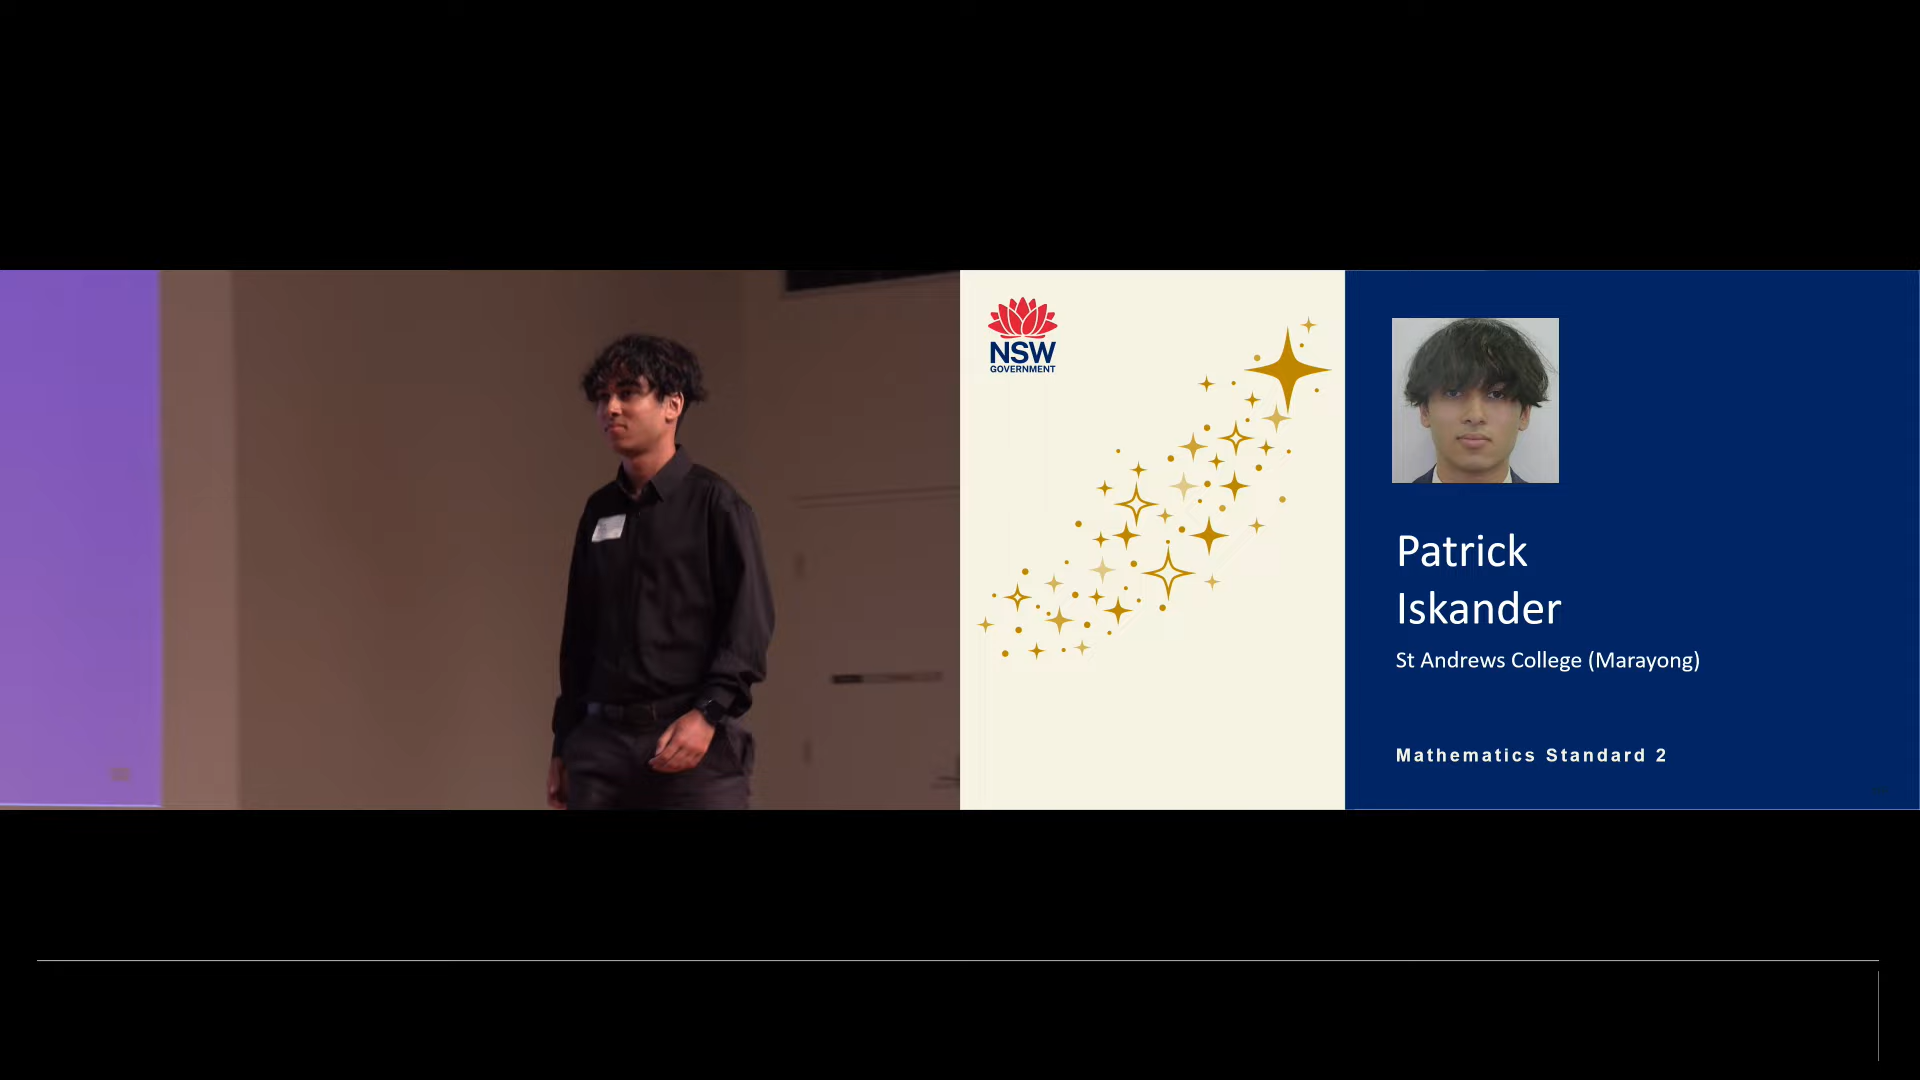 NSW
GOVERNMENT
Patrick
Iskander
St Andrews College (Marayong)
Mathematics Standard 2